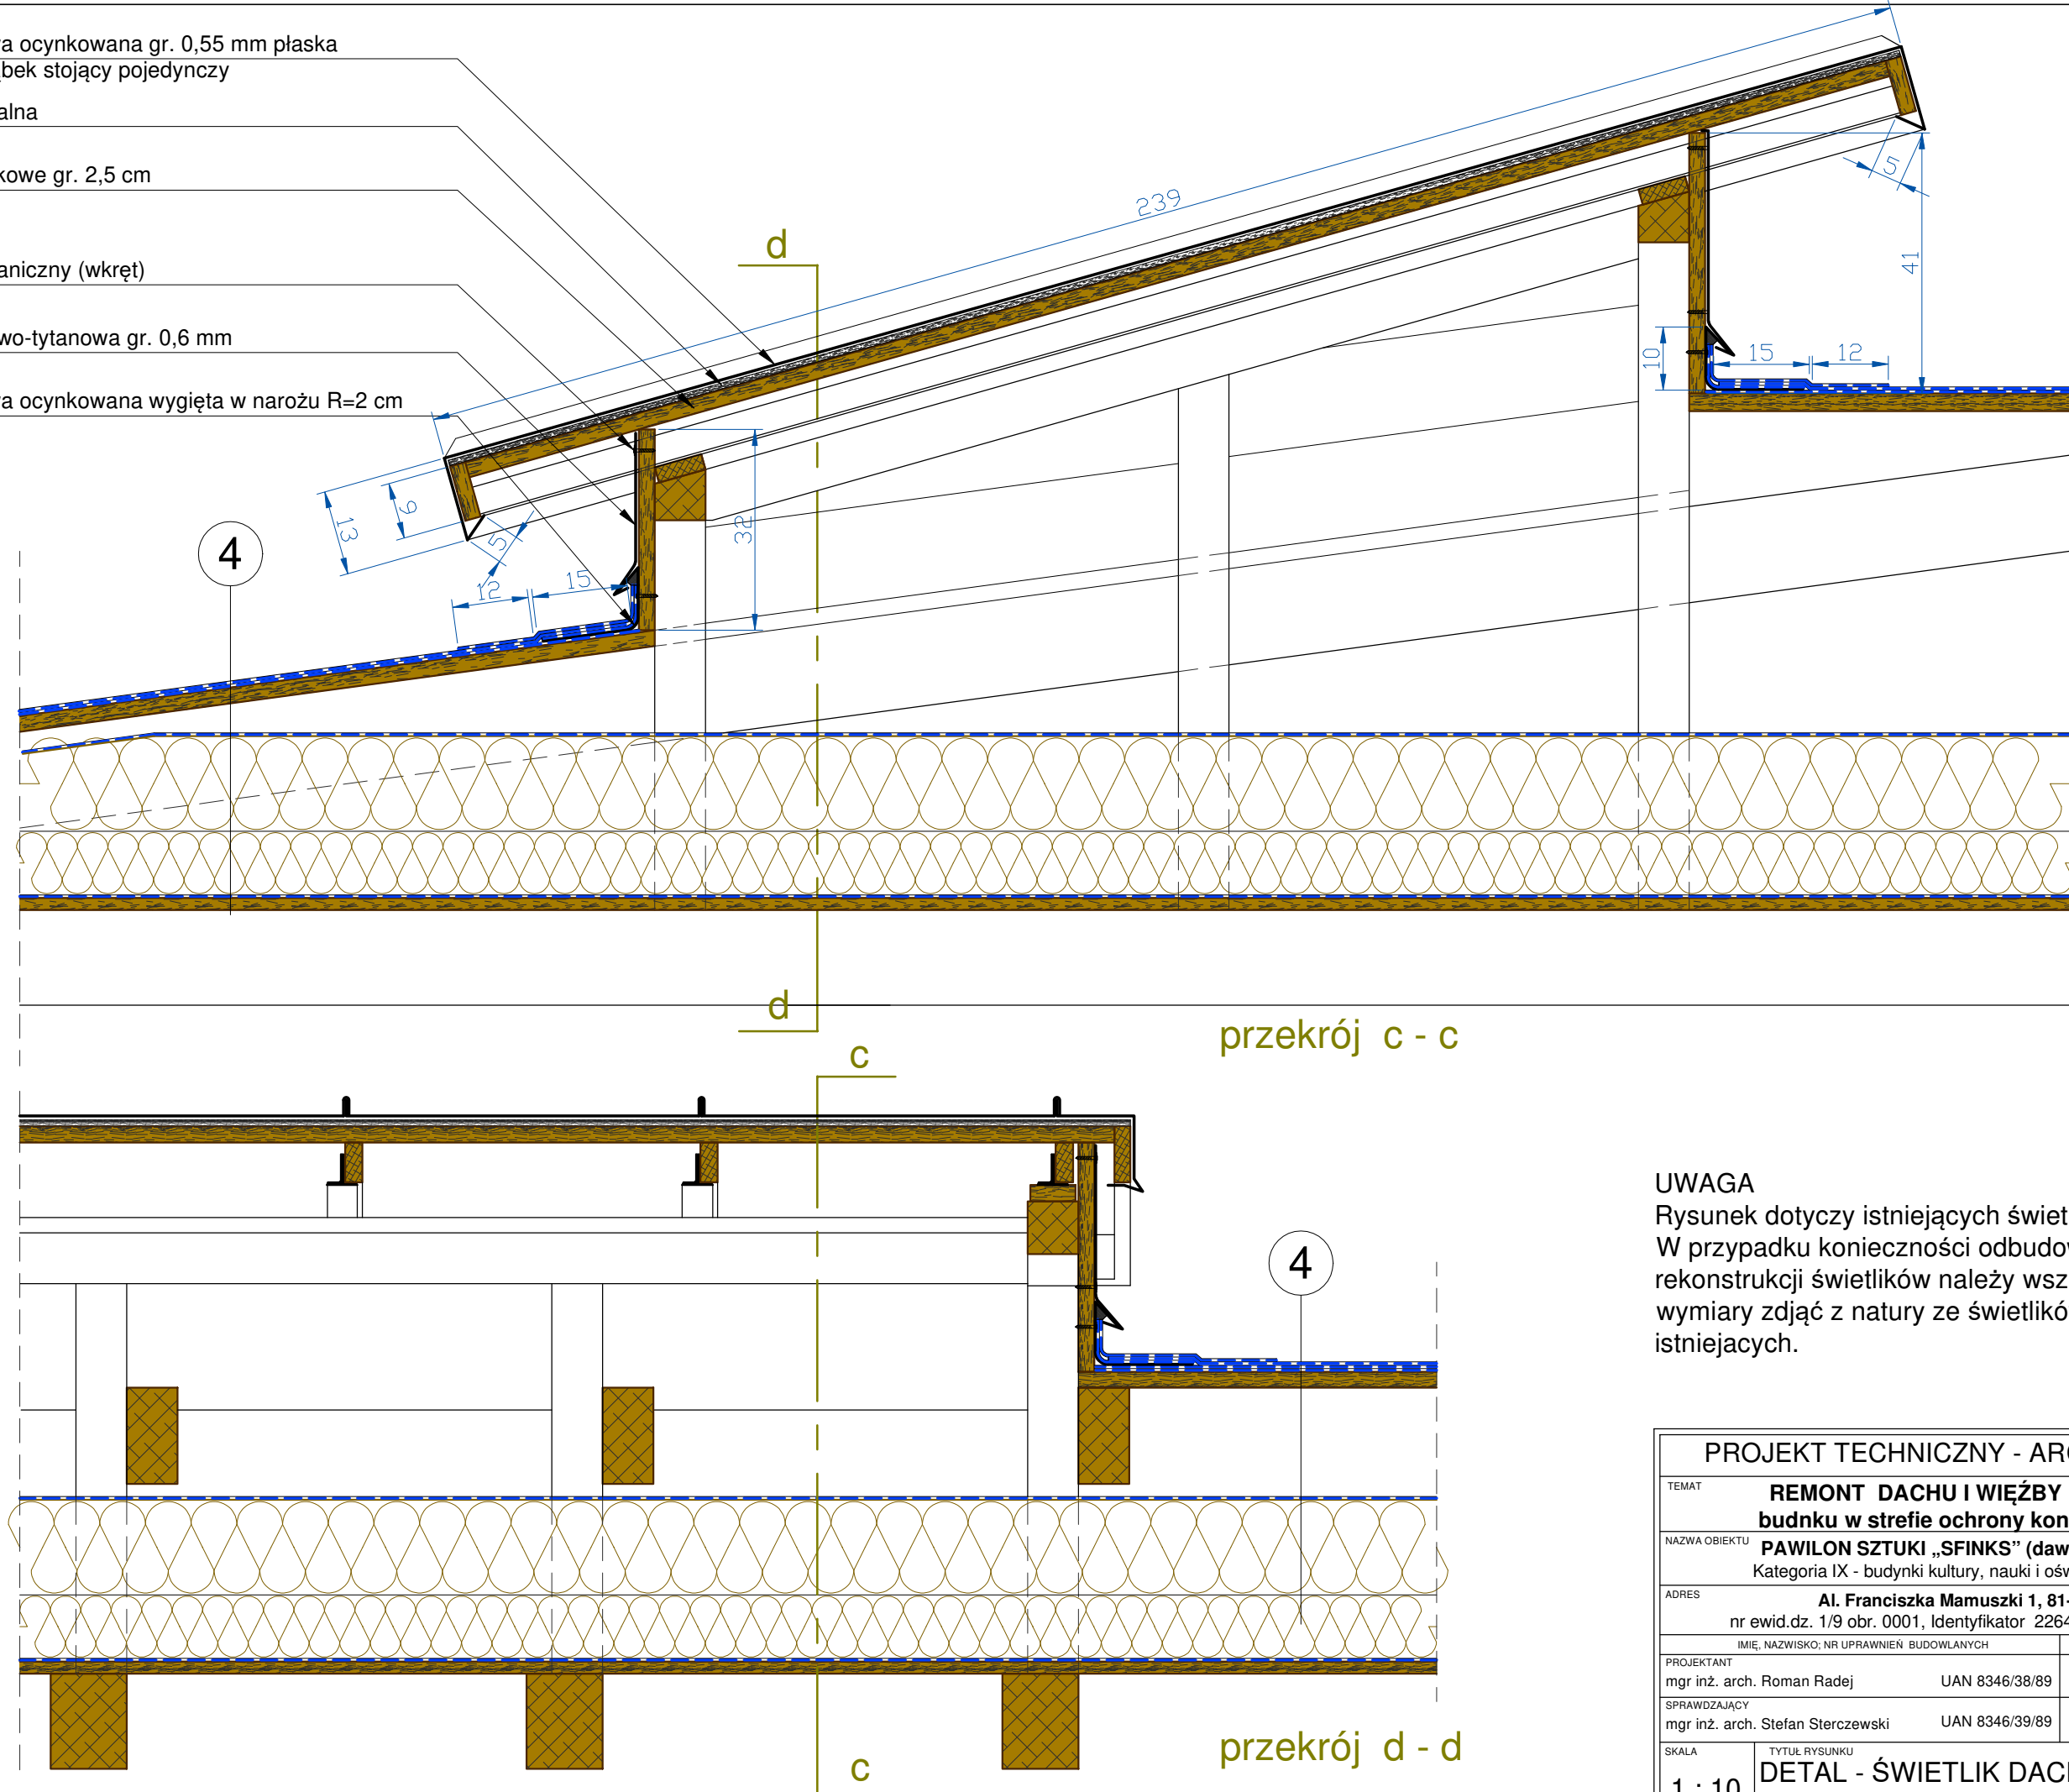 a ocynkowana gr. 0,55 mm płaska
bek stojący pojedynczy
alna
kowe gr. 2,5 cm
aniczny (wkręt)
wo-tytanowa gr. 0,6 mm
a ocynkowana wygięta w narożu R=2 cm
239
d
5
41
10
15
12
13
9
5
12
15
32
4
d
przekrój c - c
c
4
UWAGA
Rysunek dotyczy istniejących świet
W przypadku konieczności odbudo
rekonstrukcji świetlików należy wsz
wymiary zdjąć z natury ze świetlikó
istniejacych.
przekrój d - d
c
PROJEKT TECHNICZNY - AR
TEMAT
REMONT DACHU I WIĘŹBY
budnku w strefie ochrony kon
NAZWA OBIEKTU
PAWILON SZTUKI „SFINKS” (daw
Kategoria IX - budynki kultury, nauki i ośw
ADRES
Al. Franciszka Mamuszki 1, 81-
nr ewid.dz. 1/9 obr. 0001, Identyfikator 2264
IMIĘ, NAZWISKO; NR UPRAWNIEŃ BUDOWLANYCH
PROJEKTANT
mgr inż. arch. Roman Radej UAN 8346/38/89
SPRAWDZAJĄCY
mgr inż. arch. Stefan Sterczewski UAN 8346/39/89
SKALA
1 : 10
TYTUŁ RYSUNKU
DETAL - ŚWIETLIK DAC